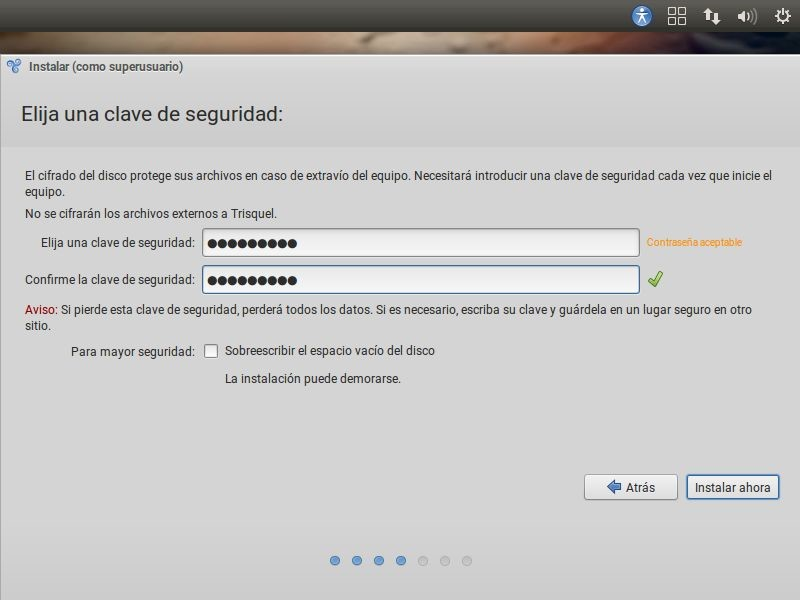 Instalar (como superusuario)
Elija una clave de seguridad:
El cifrado del disco protege sus archivos en caso de extravío del equipo. Necesitará introducir una clave de seguridad cada vez que inicie el
equipo.
No se cifrarán los archivos externos a Trisquel.
Elija una clave de seguridad: ●●●●●●●●● Contraseña aceptable
Confirme la clave de seguridad: ●●●●●●●●●
Aviso: Si pierde esta clave de seguridad, perderá todos los datos. Si es necesario, escriba su clave y guárdela en un lugar seguro en otro
sitio.
Para mayor seguridad: Sobreescribir el espacio vacío del disco
La instalación puede demorarse.
Atrás Instalar ahora